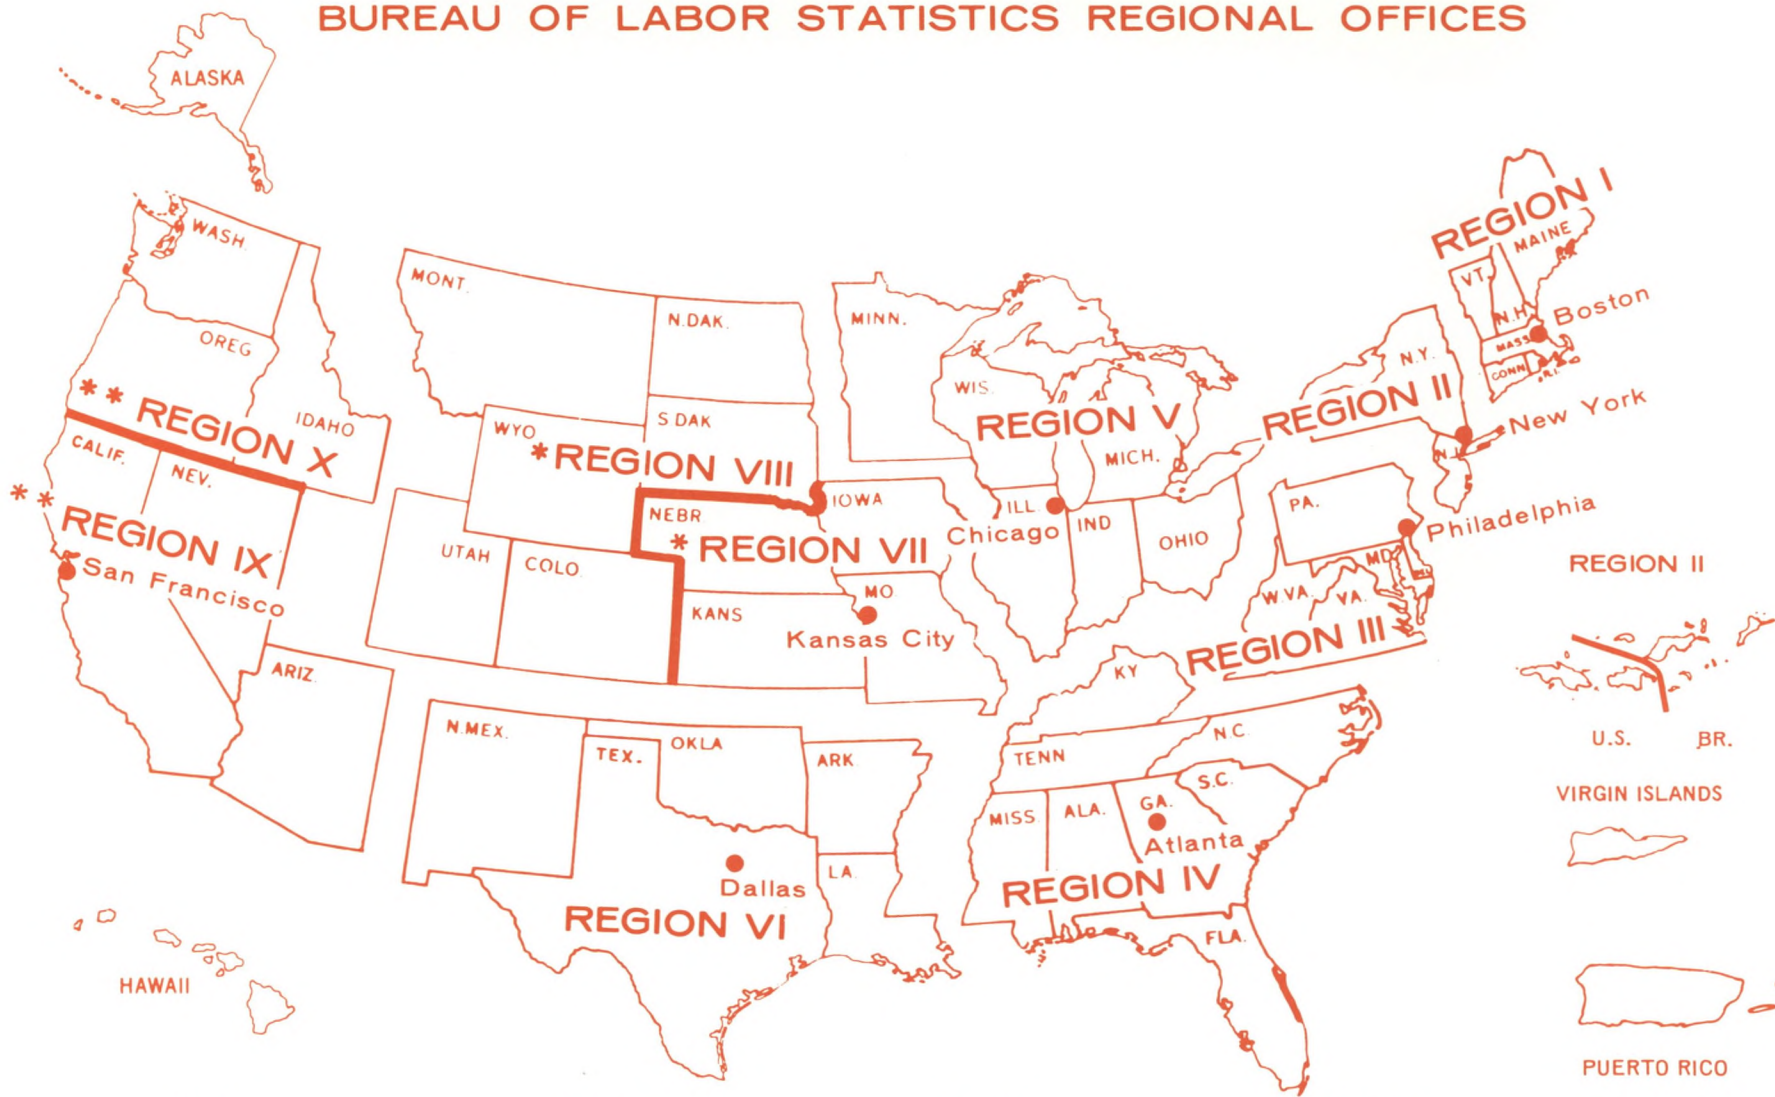 BUREAU OF LABOR STATISTICS REGIONAL OFFICES
ALASKA
WASH.
OREG
IDAHO
** REGION X
CALIF.
NEV.
** REGION IX
San Francisco
ARIZ.
HAWAII
MONT.
N.DAK.
S DAK
WYO
*REGION VIII
UTAH
COLO.
NEBR
* REGION VII
IOWA
KANS
MO
Kansas City
N.MEX.
TEX.
OKLA
ARK
LA.
Dallas
REGION VI
MINN.
WIS.
REGION V
MICH.
ILL.
Chicago
IND
OHIO
KY
TENN
N.C.
S.C.
MISS
ALA.
GA.
Atlanta
REGION IV
FLA.
REGION I
MAINE
VT.
N.H.
Boston
MASS
CONN
R.I.
N.Y.
REGION II
New York
N.J.
PA.
Philadelphia
MD.
DEL
W.VA.
VA.
REGION III
REGION II
U.S.
BR.
VIRGIN ISLANDS
PUERTO RICO